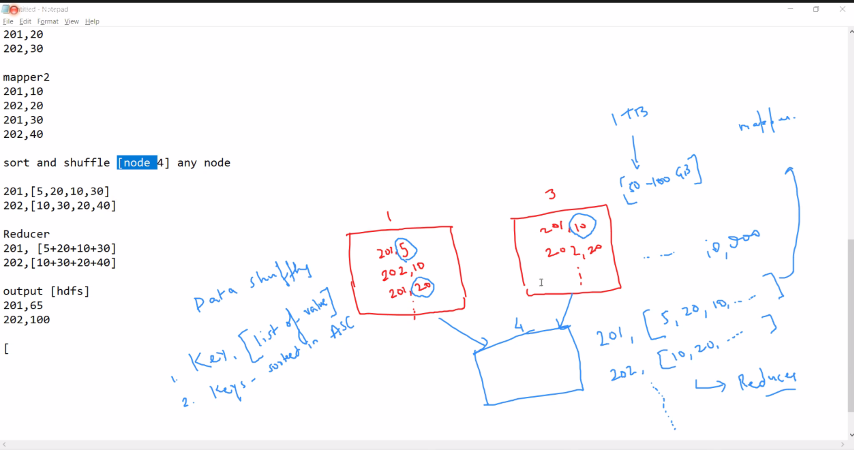 Untitled - Notepad
File Edit Format View Help
201,20
202,30
mapper2
201,10
202,20
201,30
202,40
sort and shuffle [node 4] any node
201,[5,20,10,30]
202,[10,30,20,40]
Reducer
201, [5+20+10+30]
202,[10+30+20+40]
output [hdfs]
201,65
202,100
[
1 TB
mapper.
[50-100 GB]
1
3
201,5
202,10
201,20
201,10
202,20
.... 10,000
Data shuffling
1. Key, [list of value]
2. Keys - sorted in ASC
4
201, [5, 20, 10, ....]
202, [10, 20, ....]
Reducer